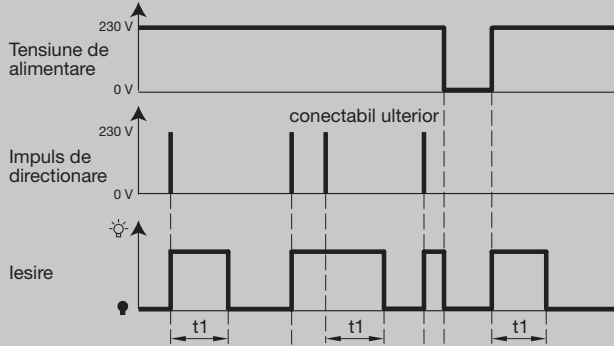 230 V
Tensiune de
alimentare
0 V
conectabil ulterior
230 V
Impuls de
directionare
0 V
Iesire
t1
t1
t1